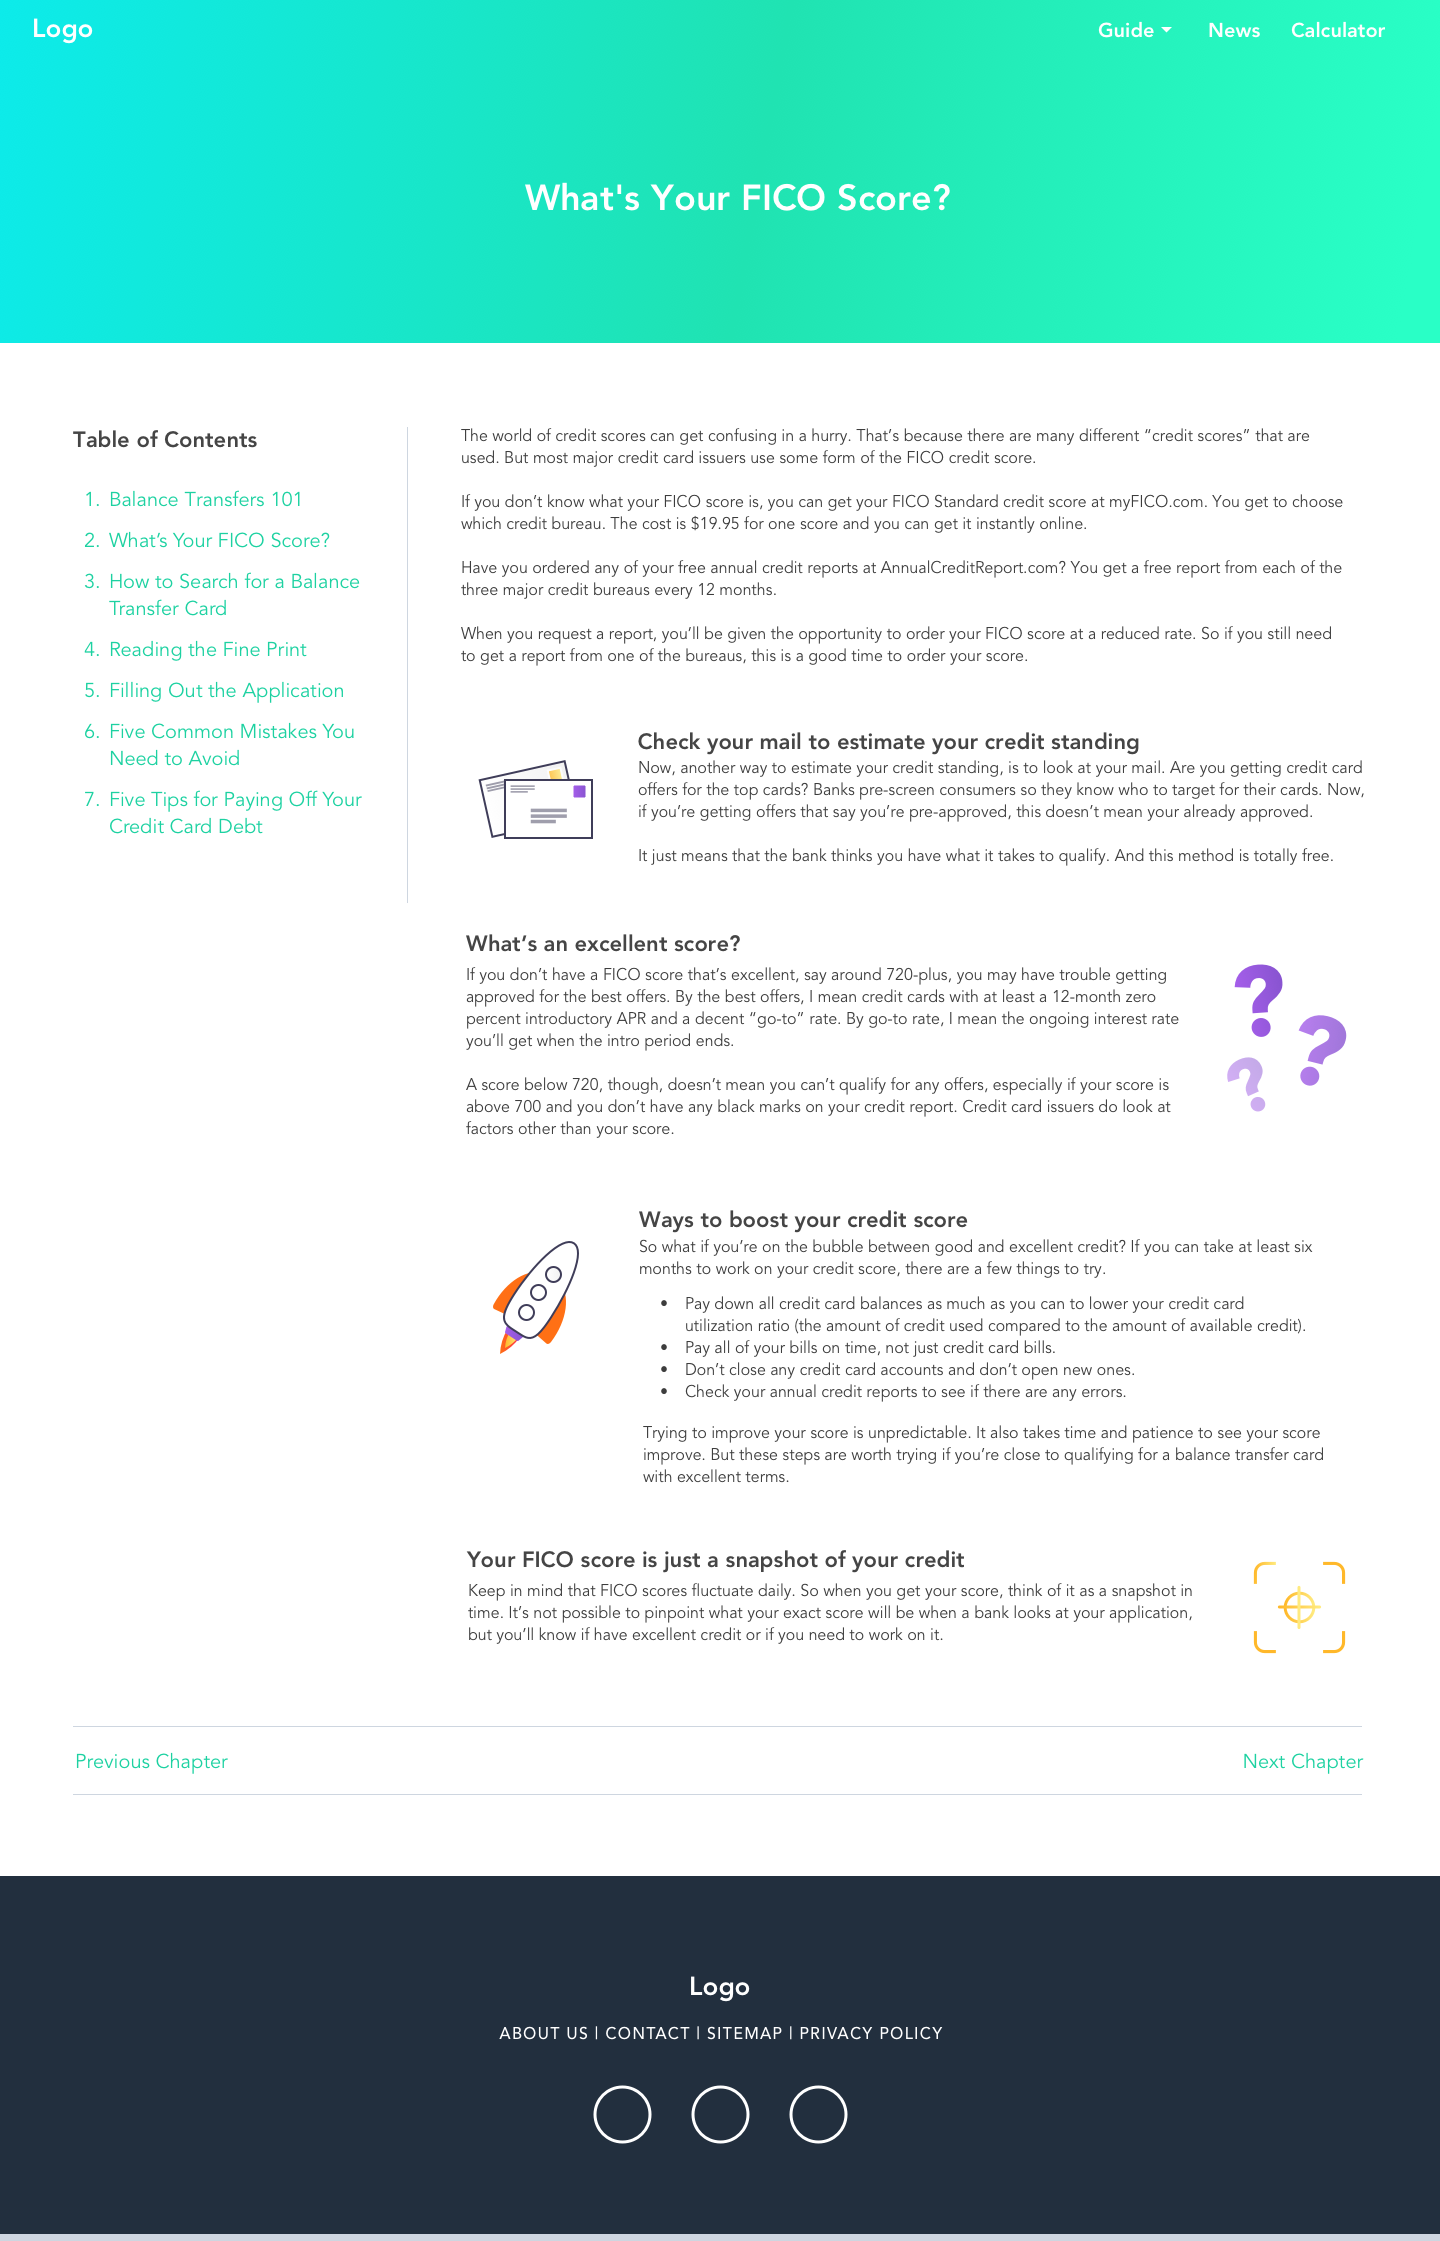 Logo
Guide
News
Calculator
What's Your FICO Score?
Table of Contents
1. Balance Transfers 101
2. What’s Your FICO Score?
3. How to Search for a Balance
Transfer Card
4. Reading the Fine Print
5. Filling Out the Application
6. Five Common Mistakes You
Need to Avoid
7. Five Tips for Paying Off Your
Credit Card Debt
The world of credit scores can get confusing in a hurry. That’s because there are many different “credit scores” that are
used. But most major credit card issuers use some form of the FICO credit score.
If you don’t know what your FICO score is, you can get your FICO Standard credit score at myFICO.com. You get to choose
which credit bureau. The cost is $19.95 for one score and you can get it instantly online.
Have you ordered any of your free annual credit reports at AnnualCreditReport.com? You get a free report from each of the
three major credit bureaus every 12 months.
When you request a report, you’ll be given the opportunity to order your FICO score at a reduced rate. So if you still need
to get a report from one of the bureaus, this is a good time to order your score.
Check your mail to estimate your credit standing
Now, another way to estimate your credit standing, is to look at your mail. Are you getting credit card
offers for the top cards? Banks pre-screen consumers so they know who to target for their cards. Now,
if you’re getting offers that say you’re pre-approved, this doesn’t mean your already approved.
It just means that the bank thinks you have what it takes to qualify. And this method is totally free.
What’s an excellent score?
If you don’t have a FICO score that’s excellent, say around 720-plus, you may have trouble getting
approved for the best offers. By the best offers, I mean credit cards with at least a 12-month zero
percent introductory APR and a decent “go-to” rate. By go-to rate, I mean the ongoing interest rate
you’ll get when the intro period ends.
A score below 720, though, doesn’t mean you can’t qualify for any offers, especially if your score is
above 700 and you don’t have any black marks on your credit report. Credit card issuers do look at
factors other than your score.
? ? ?
Ways to boost your credit score
So what if you’re on the bubble between good and excellent credit? If you can take at least six
months to work on your credit score, there are a few things to try.
• Pay down all credit card balances as much as you can to lower your credit card
utilization ratio (the amount of credit used compared to the amount of available credit).
• Pay all of your bills on time, not just credit card bills.
• Don’t close any credit card accounts and don’t open new ones.
• Check your annual credit reports to see if there are any errors.
Trying to improve your score is unpredictable. It also takes time and patience to see your score
improve. But these steps are worth trying if you’re close to qualifying for a balance transfer card
with excellent terms.
Your FICO score is just a snapshot of your credit
Keep in mind that FICO scores fluctuate daily. So when you get your score, think of it as a snapshot in
time. It’s not possible to pinpoint what your exact score will be when a bank looks at your application,
but you’ll know if have excellent credit or if you need to work on it.
Previous Chapter
Next Chapter
Logo
ABOUT US | CONTACT | SITEMAP | PRIVACY POLICY